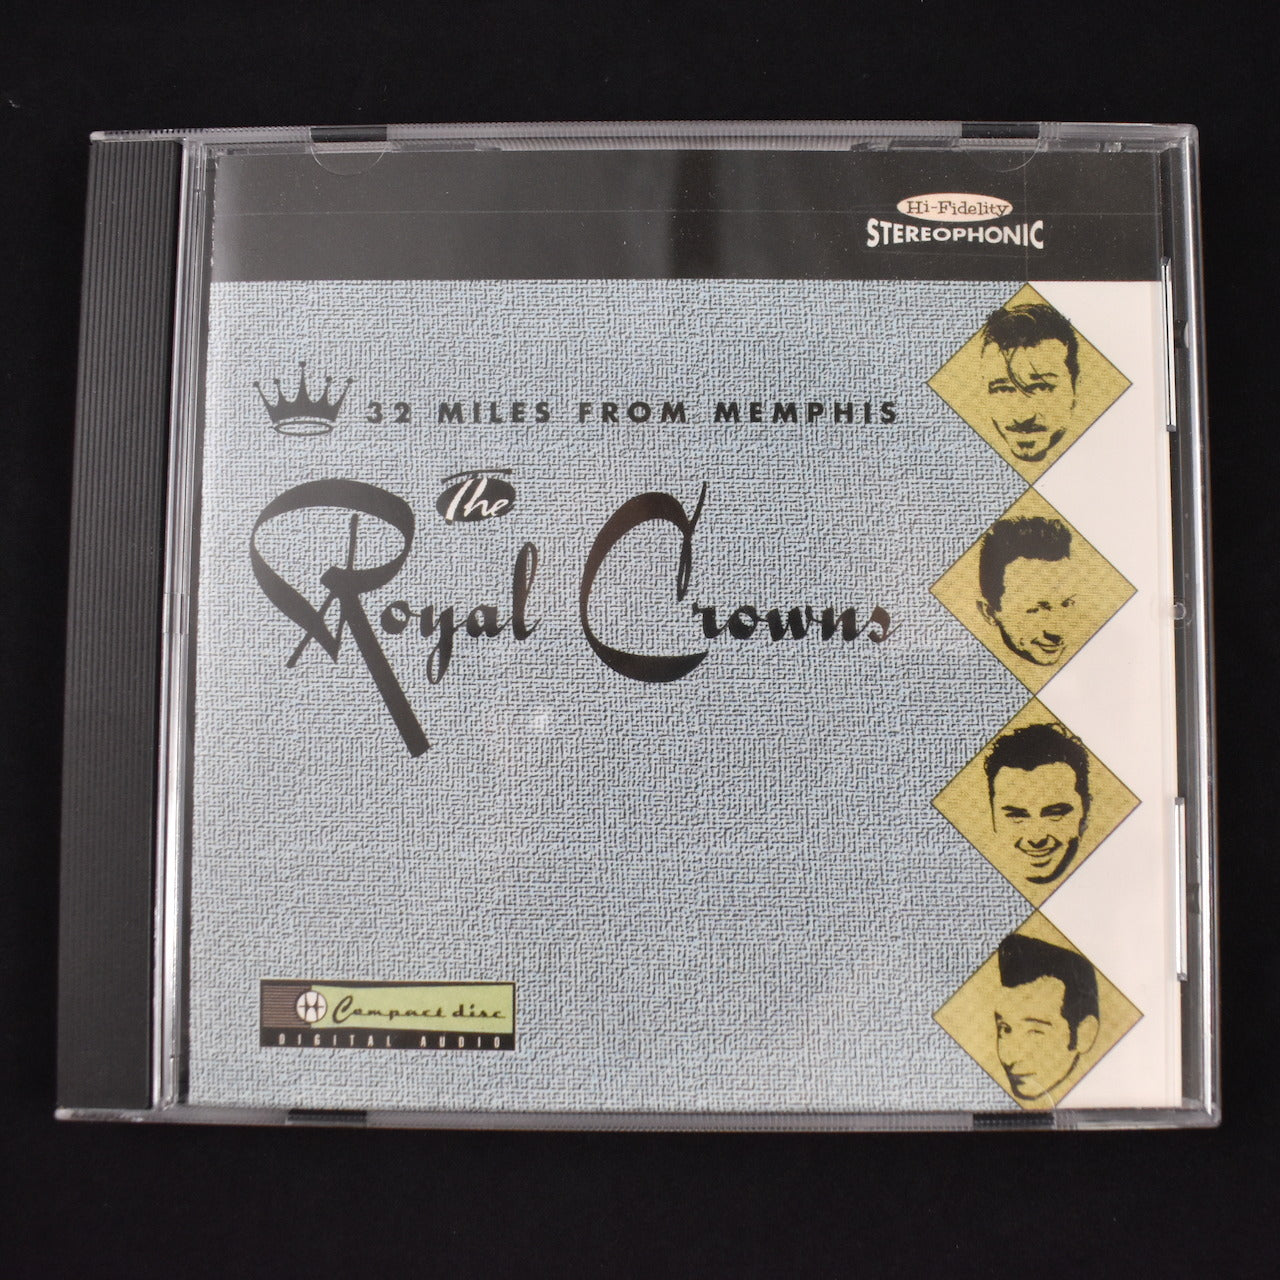 Hi-Fidelity
STEREOPHONIC
32 MILES FROM MEMPHIS
The
Royal Crowns
Compact disc
DIGITAL AUDIO